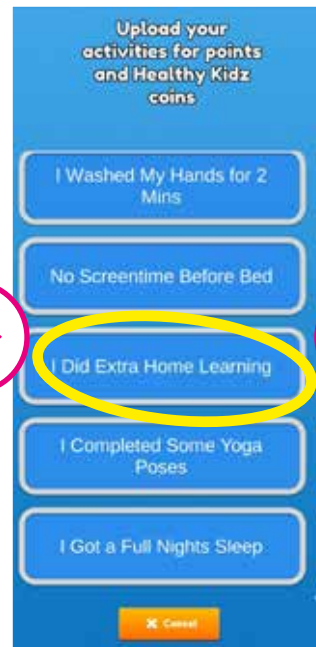 Upload your
activities for points
and Healthy Kidz
coins
I Washed My Hands for 2
Mins
No Screentime Before Bed
I Did Extra Home Learning
I Completed Some Yoga
Poses
I Got a Full Nights Sleep
Cancel